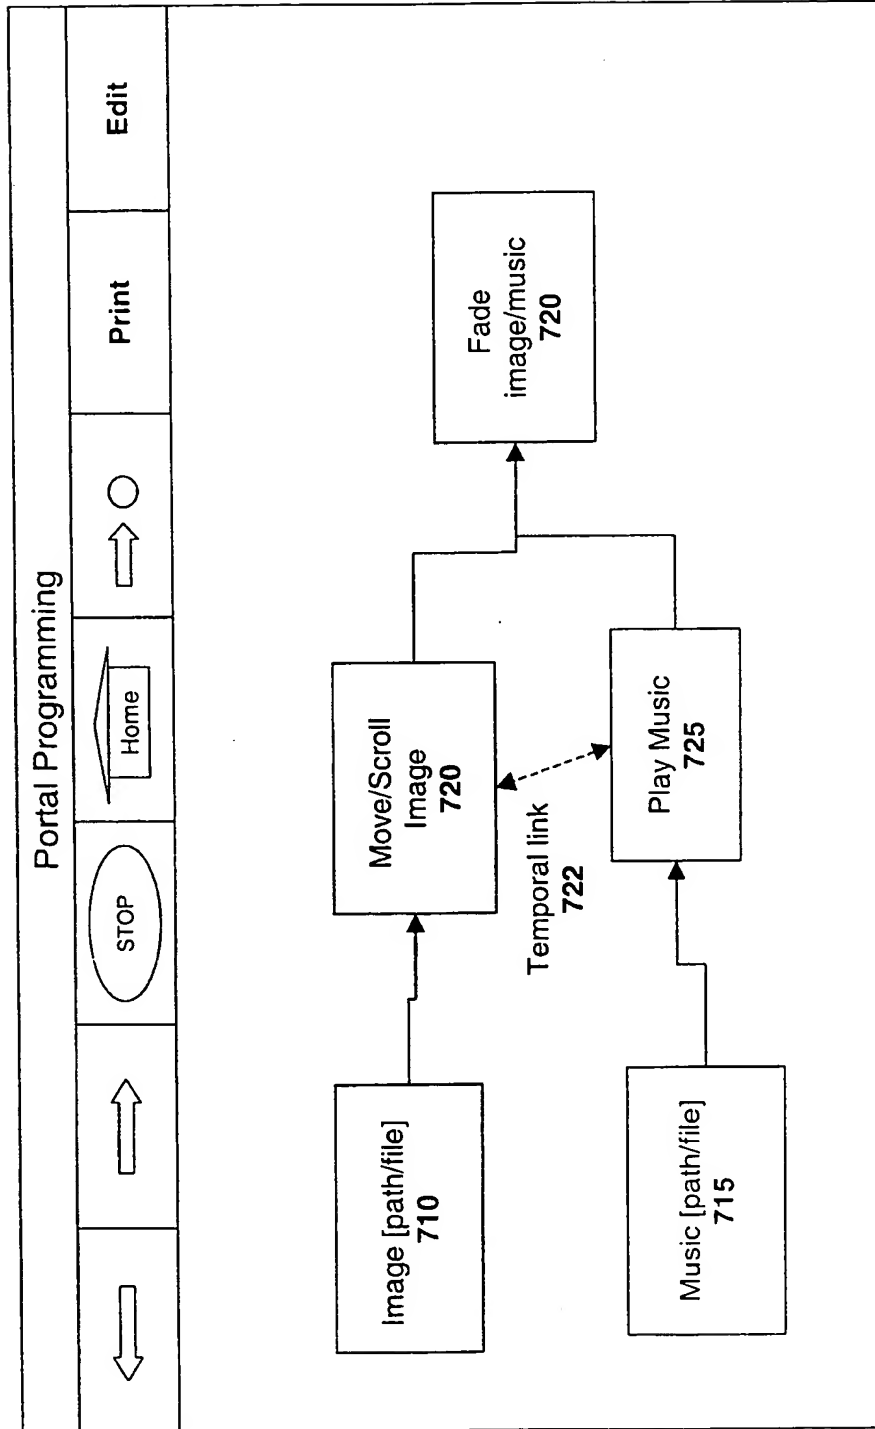 Portal Programming
STOP
Home
Print
Edit
Image [path/file]
710
Move/Scroll
Image
720
Temporal link
722
Fade
image/music
720
Music [path/file]
715
Play Music
725